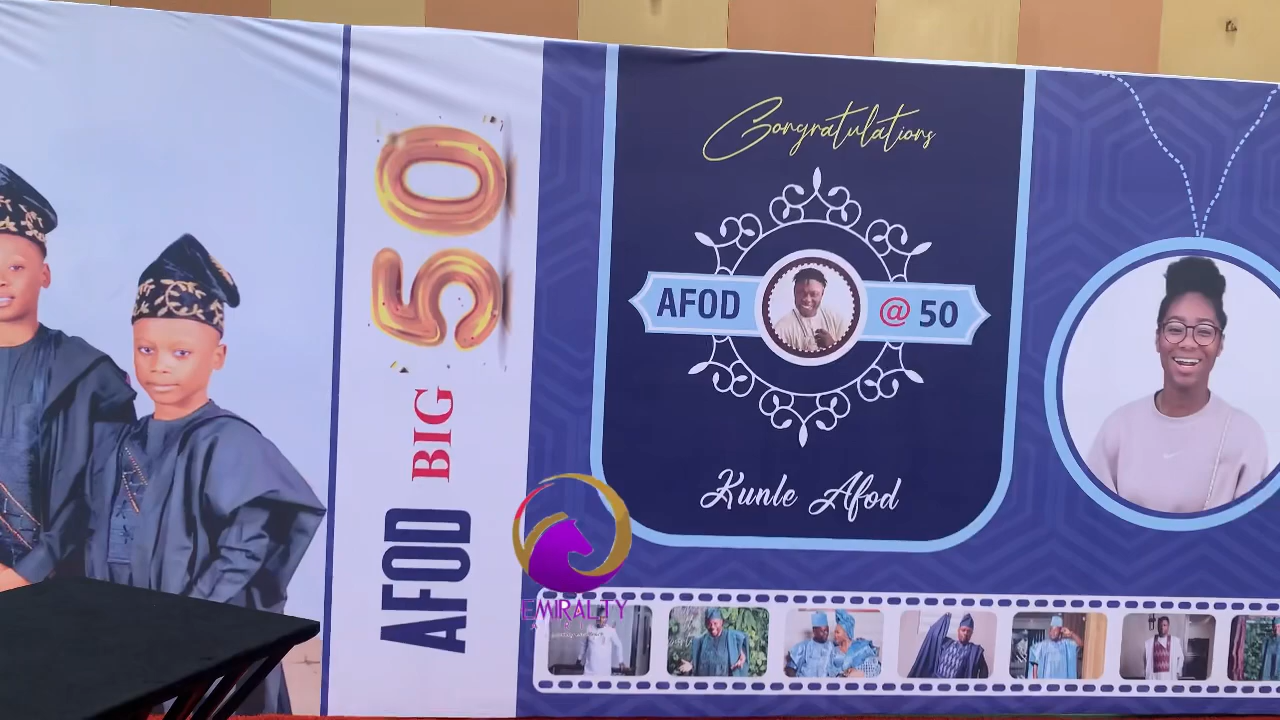 AFOD BIG 50
Congratulations
AFOD @ 50
Kunle Afod
EMIRALTY